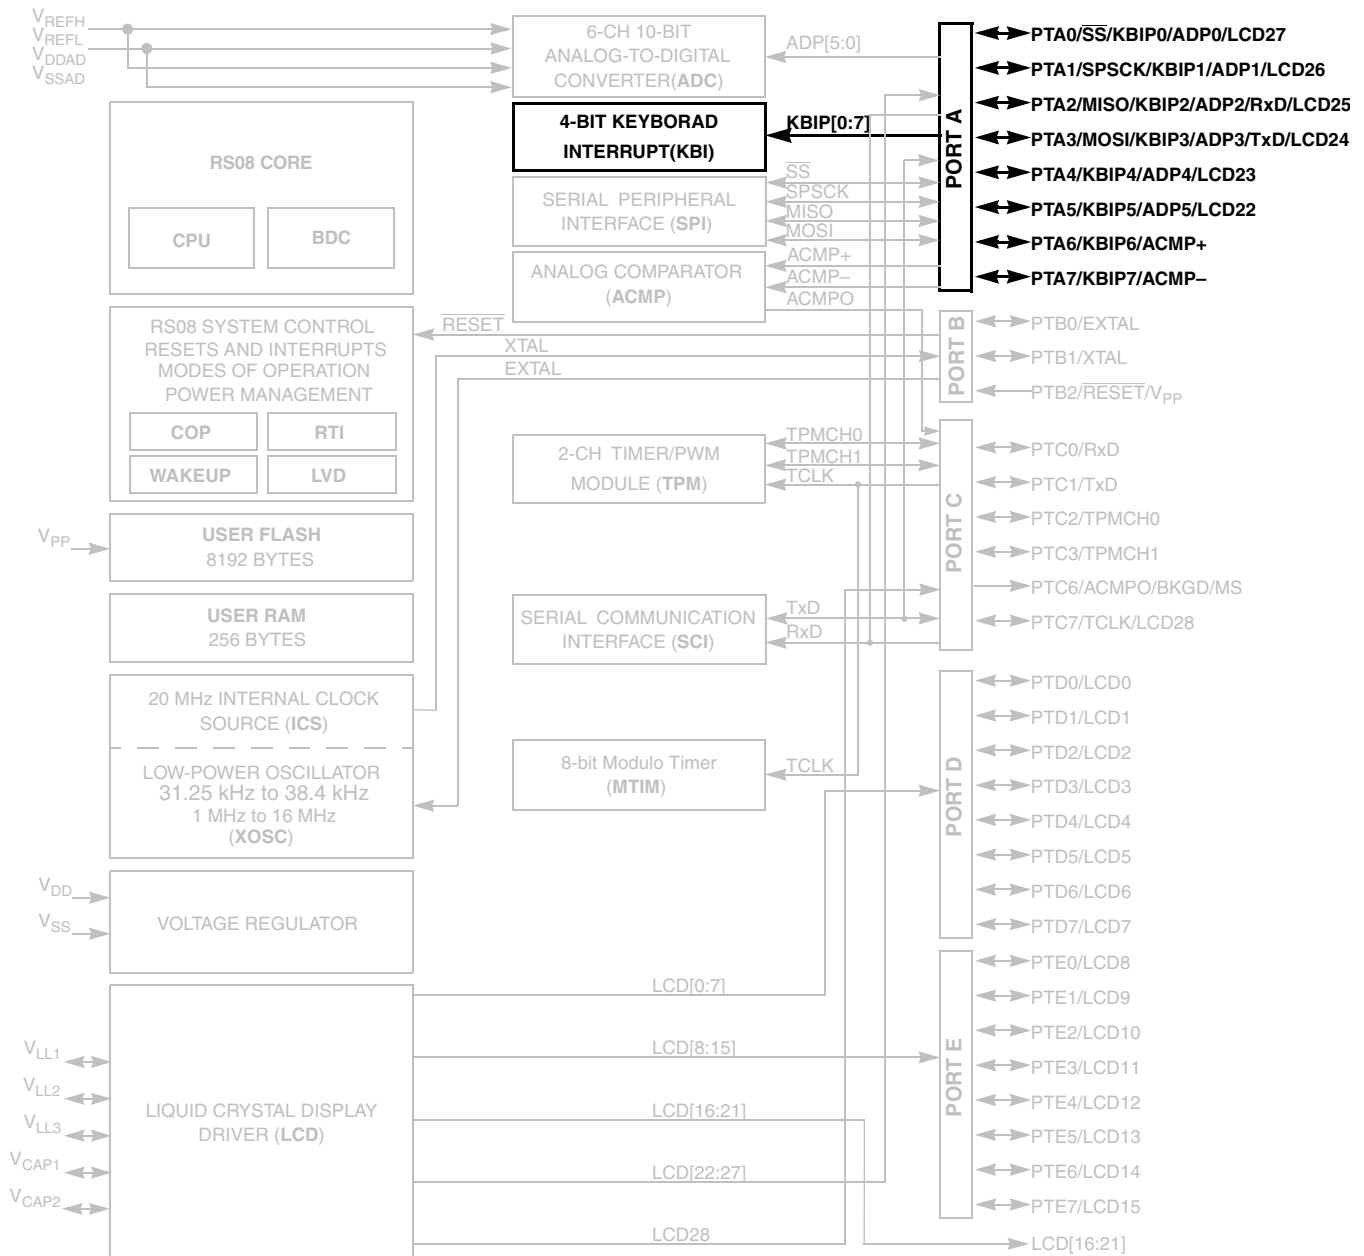 VREFH
VREFL
VDDAD
VSSAD
6-CH 10-BIT
ANALOG-TO-DIGITAL
CONVERTER(ADC)
ADP[5:0]
4-BIT KEYBORAD
INTERRUPT(KBI)
KBIP[0:7]
RS08 CORE
CPU
BDC
SERIAL PERIPHERAL
INTERFACE (SPI)
SS
SPSCK
MISO
MOSI
ANALOG COMPARATOR
(ACMP)
ACMP+
ACMP–
ACMPO
PORT A
PTA0/SS/KBIP0/ADP0/LCD27
PTA1/SPSCK/KBIP1/ADP1/LCD26
PTA2/MISO/KBIP2/ADP2/RxD/LCD25
PTA3/MOSI/KBIP3/ADP3/TxD/LCD24
PTA4/KBIP4/ADP4/LCD23
PTA5/KBIP5/ADP5/LCD22
PTA6/KBIP6/ACMP+
PTA7/KBIP7/ACMP–
RS08 SYSTEM CONTROL
RESETS AND INTERRUPTS
MODES OF OPERATION
POWER MANAGEMENT
COP
RTI
WAKEUP
LVD
RESET
XTAL
EXTAL
PORT B
PTB0/EXTAL
PTB1/XTAL
PTB2/RESET/VPP
2-CH TIMER/PWM
MODULE (TPM)
TPMCH0
TPMCH1
TCLK
PORT C
PTC0/RxD
PTC1/TxD
PTC2/TPMCH0
PTC3/TPMCH1
PTC6/ACMPO/BKGD/MS
PTC7/TCLK/LCD28
VPP
USER FLASH
8192 BYTES
USER RAM
256 BYTES
SERIAL COMMUNICATION
INTERFACE (SCI)
TxD
RxD
20 MHz INTERNAL CLOCK
SOURCE (ICS)
LOW-POWER OSCILLATOR
31.25 kHz to 38.4 kHz
1 MHz to 16 MHz
(XOSC)
8-bit Modulo Timer
(MTIM)
TCLK
PORT D
PTD0/LCD0
PTD1/LCD1
PTD2/LCD2
PTD3/LCD3
PTD4/LCD4
PTD5/LCD5
PTD6/LCD6
PTD7/LCD7
VDD
VSS
VOLTAGE REGULATOR
PORT E
PTE0/LCD8
PTE1/LCD9
PTE2/LCD10
PTE3/LCD11
PTE4/LCD12
PTE5/LCD13
PTE6/LCD14
PTE7/LCD15
VLL1
VLL2
VLL3
VCAP1
VCAP2
LIQUID CRYSTAL DISPLAY
DRIVER (LCD)
LCD[0:7]
LCD[8:15]
LCD[16:21]
LCD[22:27]
LCD28
LCD[16:21]